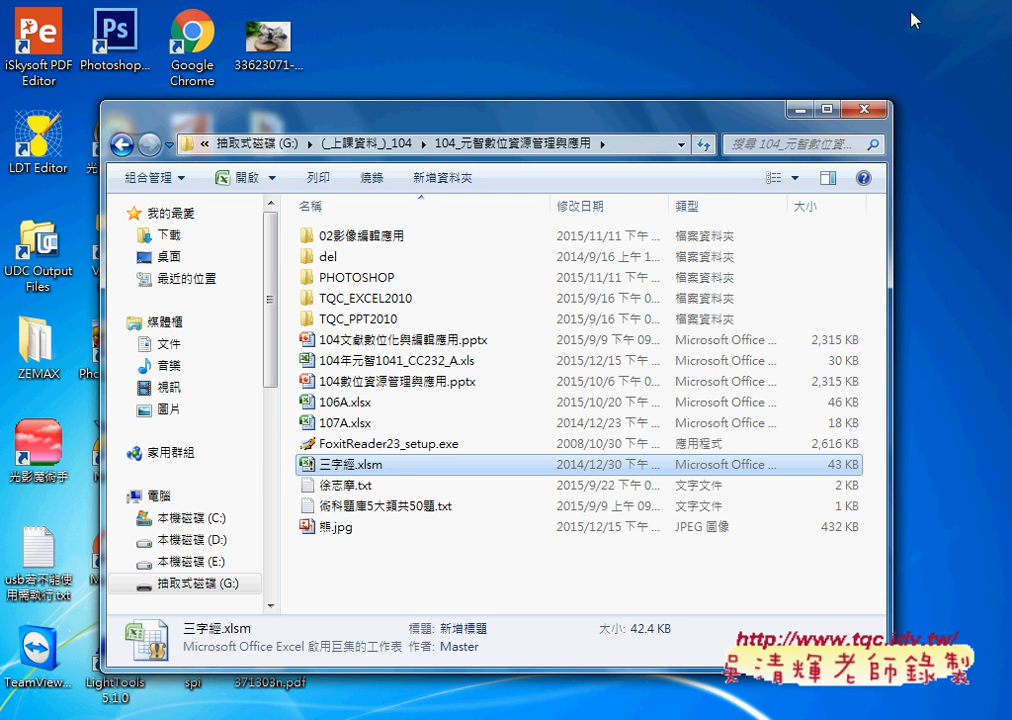 iSkysoft PDF
Editor
Photoshop...
Google
Chrome
33623071-...
LDT Editor
UDC Output
Files
ZEMAX
光影魔術手
usb若不能使
用需執行.txt
TeamView...
LightTools
5.1.0
spi
371303n.pdf
« 抽取式磁碟 (G:) ▸ (_上課資料_)_104 ▸ 104_元智數位資源管理與應用 ▸
搜尋 104_元智數位資...
組合管理 ▼ 開啟 ▼ 列印 燒錄 新增資料夾
我的最愛
下載
桌面
最近的位置
媒體櫃
文件
音樂
視訊
圖片
家用群組
電腦
本機磁碟 (C:)
本機磁碟 (D:)
本機磁碟 (E:)
抽取式磁碟 (G:)
名稱 修改日期 類型 大小
02影像編輯應用 2015/11/11 下午 ... 檔案資料夾
del 2014/9/16 上午 1... 檔案資料夾
PHOTOSHOP 2015/11/11 下午 ... 檔案資料夾
TQC_EXCEL2010 2015/9/16 下午 0... 檔案資料夾
TQC_PPT2010 2015/9/16 下午 0... 檔案資料夾
104文獻數位化與編輯應用.pptx 2015/9/9 下午 09... Microsoft Office ... 2,315 KB
104年元智1041_CC232_A.xls 2015/12/15 下午 ... Microsoft Office ... 30 KB
104數位資源管理與應用.pptx 2015/10/6 下午 0... Microsoft Office ... 2,315 KB
106A.xlsx 2015/10/20 下午 ... Microsoft Office ... 46 KB
107A.xlsx 2014/12/23 下午 ... Microsoft Office ... 18 KB
FoxitReader23_setup.exe 2008/10/30 下午 ... 應用程式 2,616 KB
三字經.xlsm 2014/12/30 下午 ... Microsoft Office ... 43 KB
徐志摩.txt 2015/9/22 下午 0... 文字文件 2 KB
術科題庫5大類共50題.txt 2015/9/9 上午 09... 文字文件 1 KB
熊.jpg 2015/12/15 下午 ... JPEG 圖像 432 KB
三字經.xlsm 標題: 新增標題 大小: 42.4 KB
Microsoft Office Excel 啟用巨集的工作表 作者: Master
http://www.tqc.idv.tw/
吳清輝老師錄製